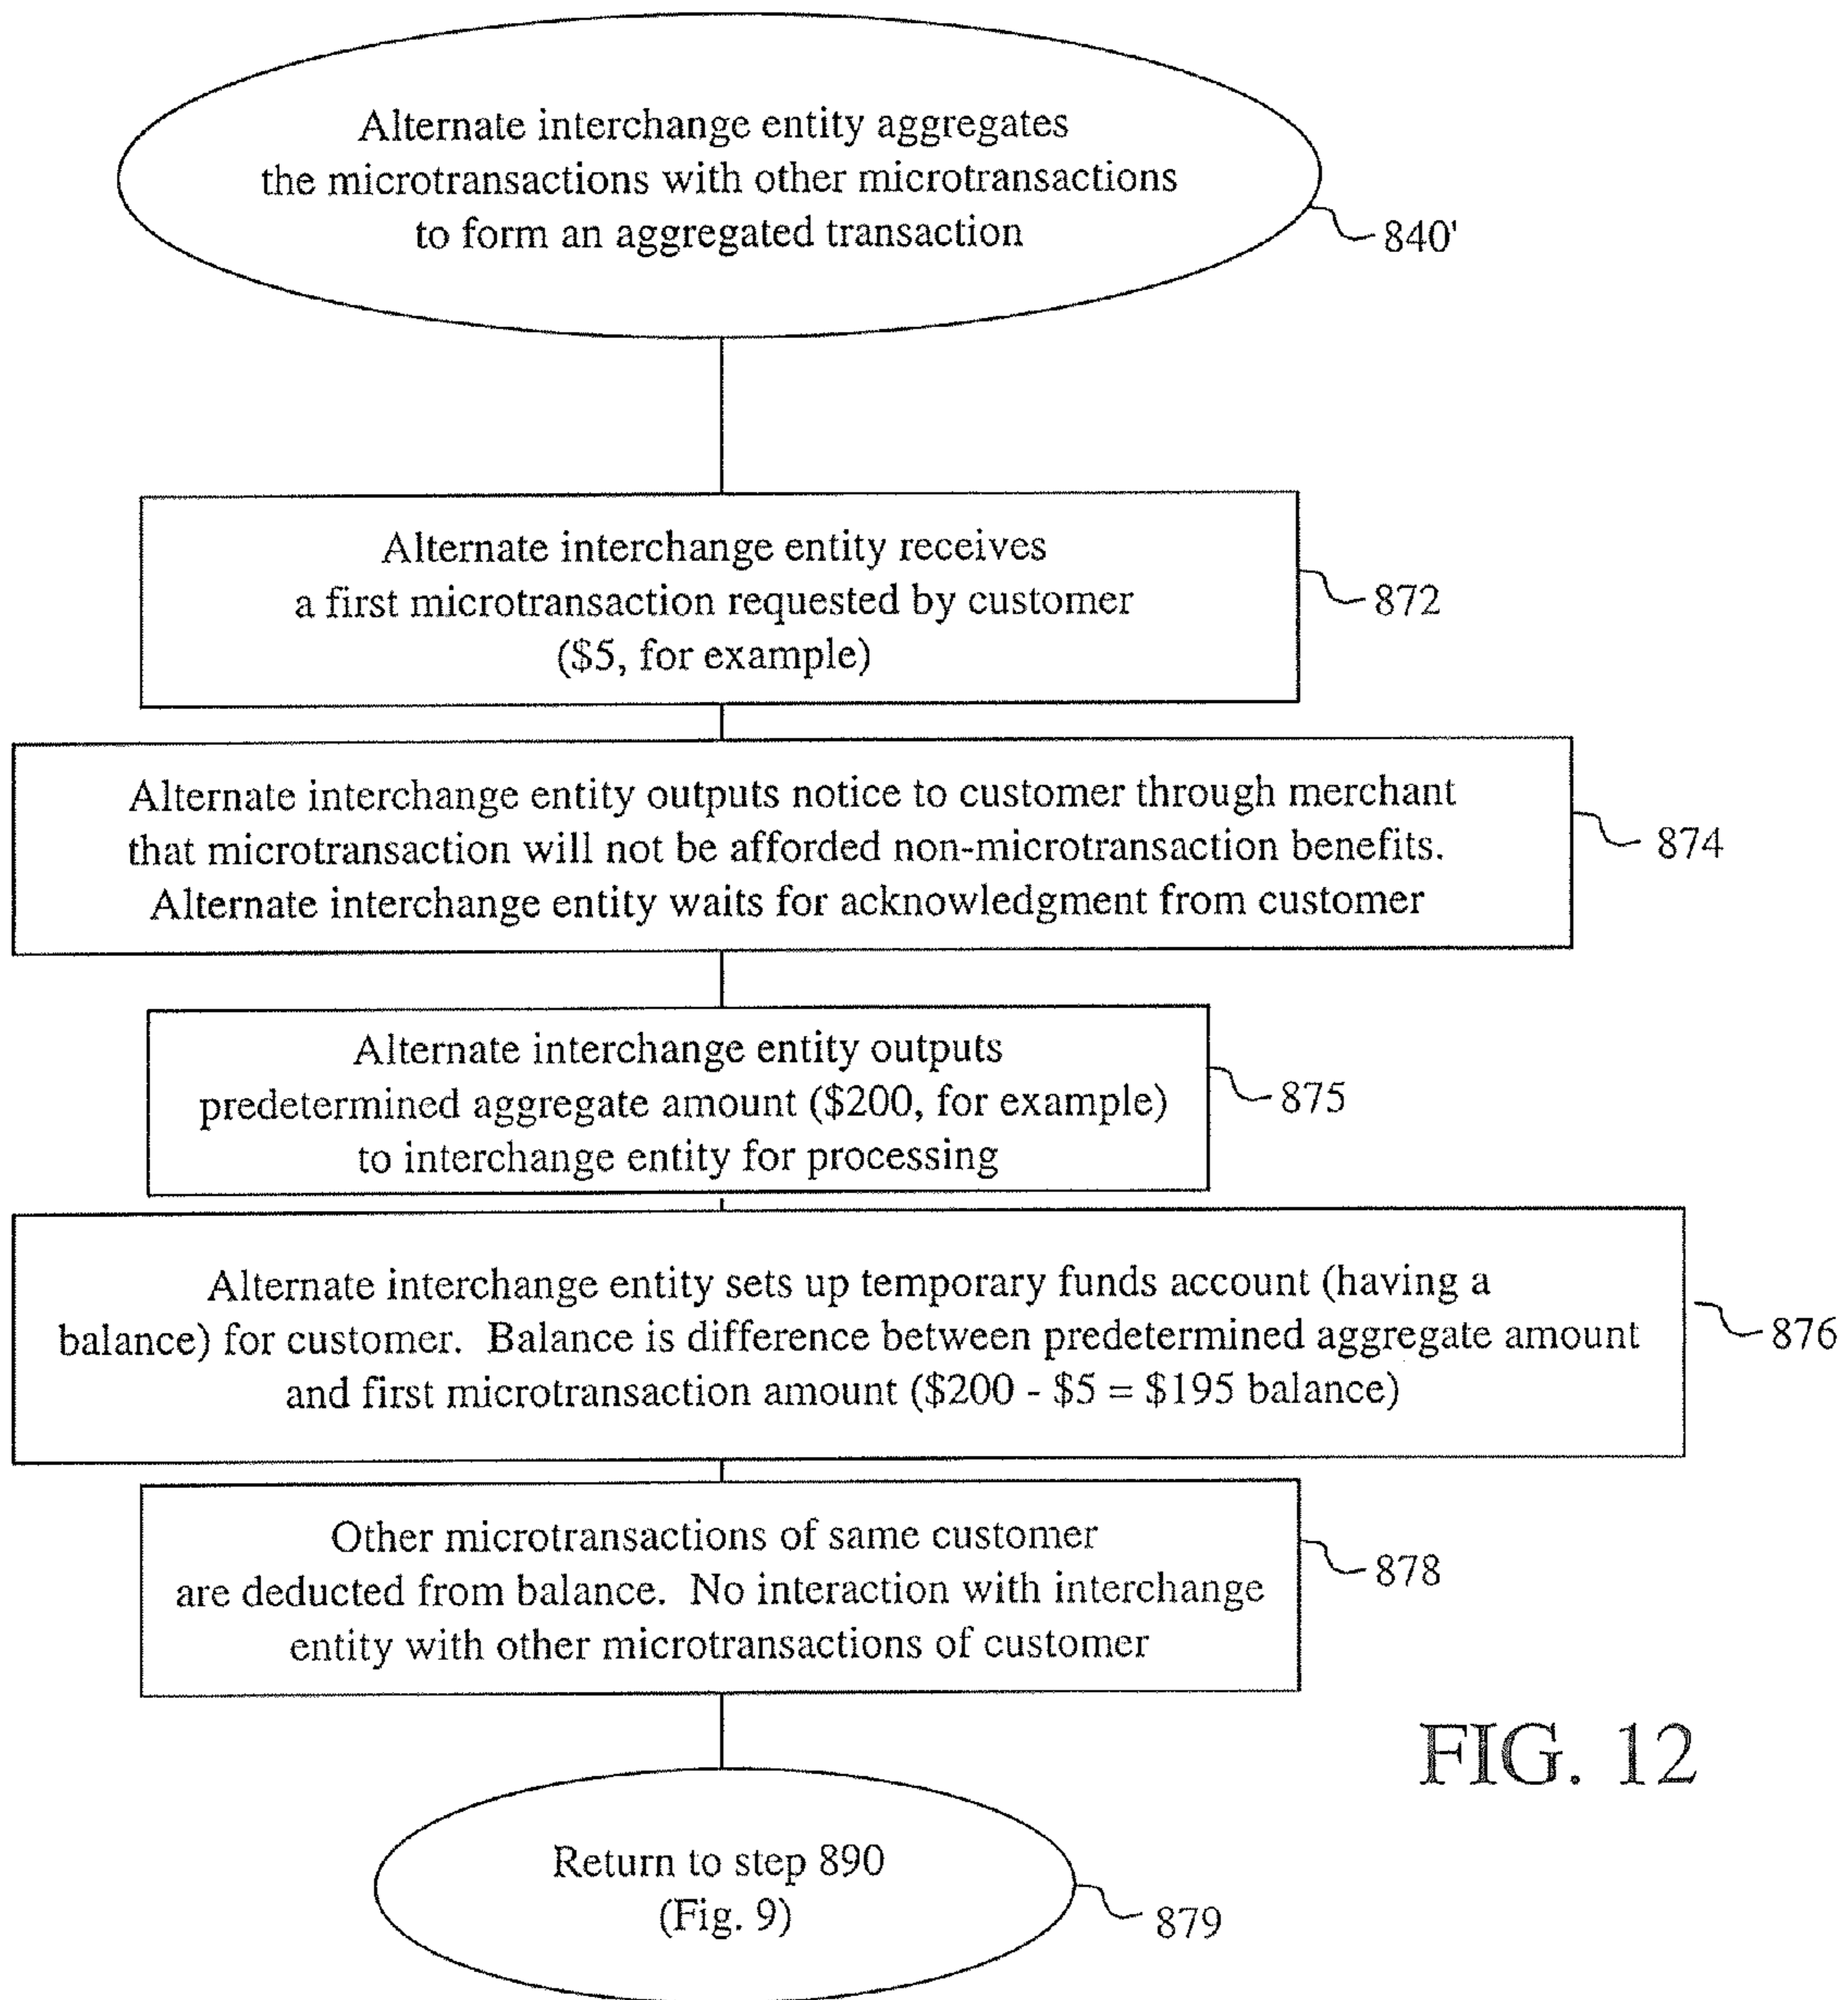 Alternate interchange entity aggregates
the microtransactions with other microtransactions
to form an aggregated transaction
840'
Alternate interchange entity receives
a first microtransaction requested by customer
($5, for example)
872
Alternate interchange entity outputs notice to customer through merchant
that microtransaction will not be afforded non-microtransaction benefits.
Alternate interchange entity waits for acknowledgment from customer
874
Alternate interchange entity outputs
predetermined aggregate amount ($200, for example)
to interchange entity for processing
875
Alternate interchange entity sets up temporary funds account (having a
balance) for customer.  Balance is difference between predetermined aggregate amount
and first microtransaction amount ($200 - $5 = $195 balance)
876
Other microtransactions of same customer
are deducted from balance.  No interaction with interchange
entity with other microtransactions of customer
878
FIG. 12
Return to step 890
(Fig. 9)
879